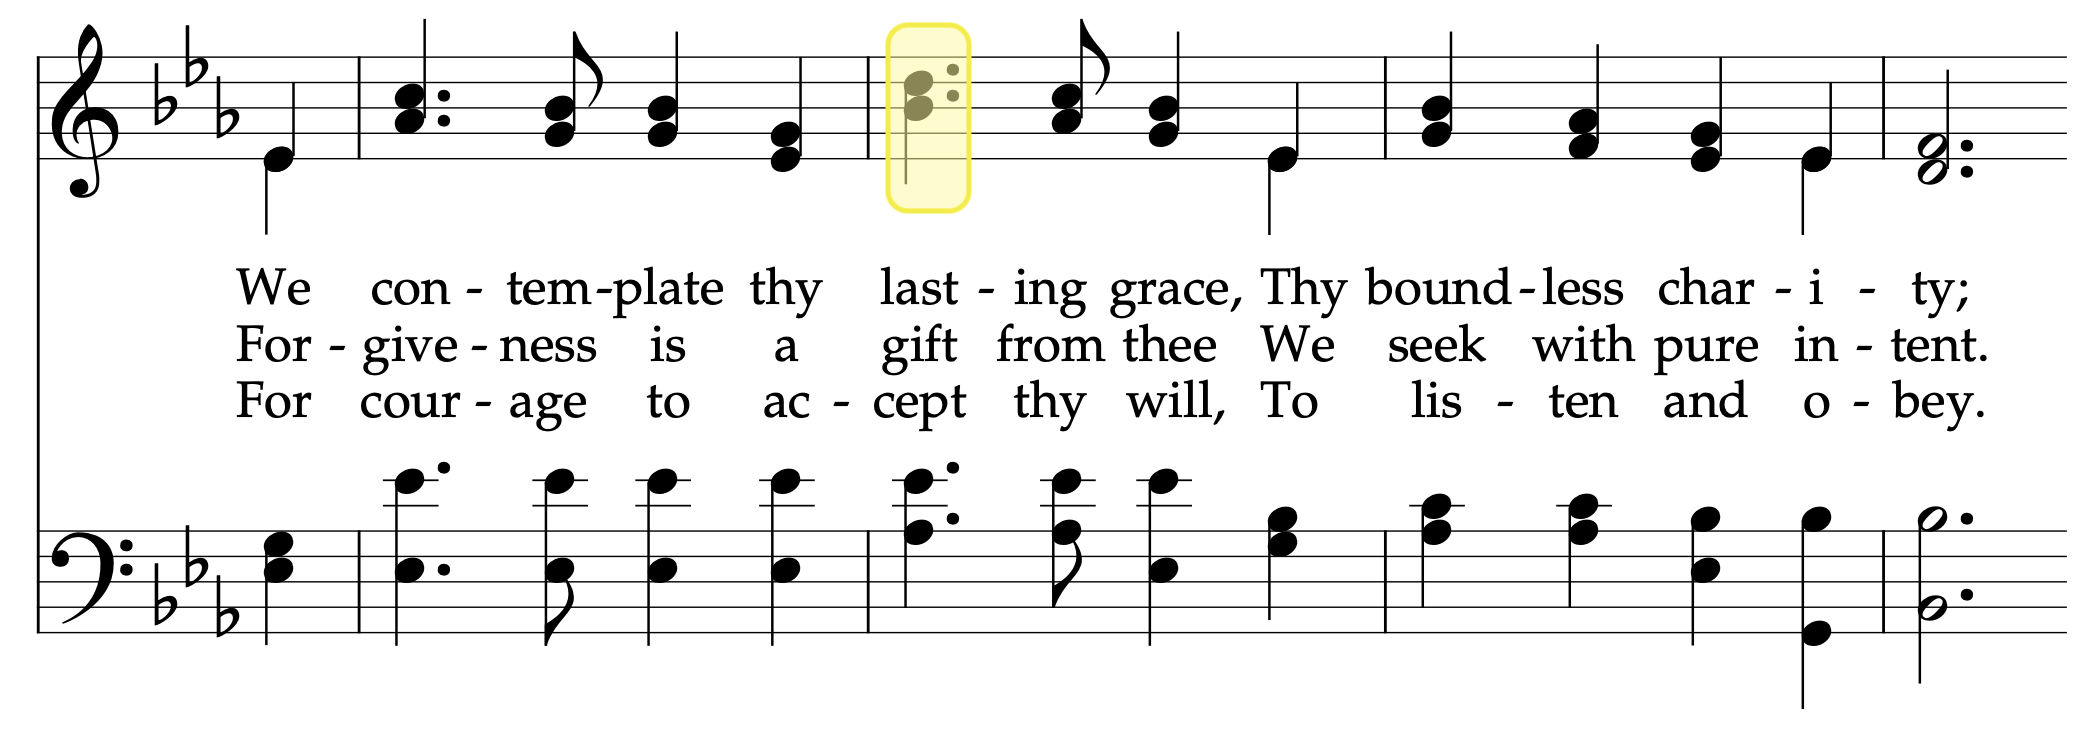 We con - tem-plate thy last - ing grace, Thy bound-less char - i - ty;
For - give - ness is a gift from thee We seek with pure in - tent.
For cour - age to ac - cept thy will, To lis - ten and o - bey.